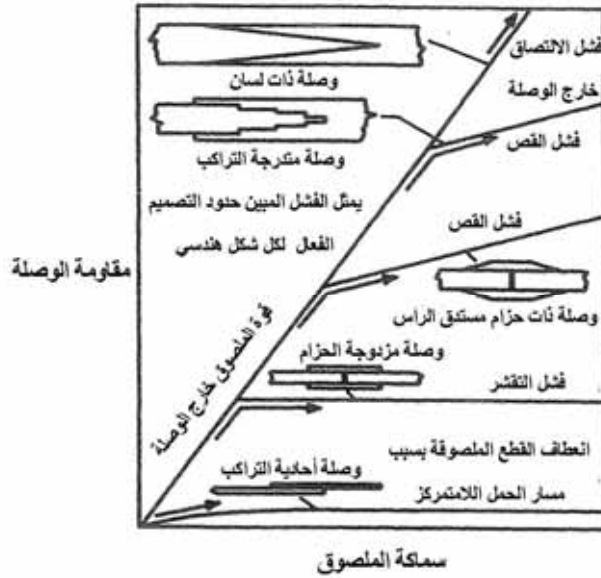 فشل الالتصاق
خارج الوصلة
وصلة ذات لسان
فشل القص
وصلة متدرجة التراكب
يمثل الفشل المبين حدود التصميم
الفعال لكل شكل هندسي
فشل القص
مقاومة الوصلة
وصلة ذات حزام مستدق الرأس
قوة الملصوق خارج الوصلة
وصلة مزدوجة الحزام
فشل التقشر
انعطاف القطع الملصوقة بسبب
مسار الحمل اللامتمركز
وصلة أحادية التراكب
سماكة الملصوق